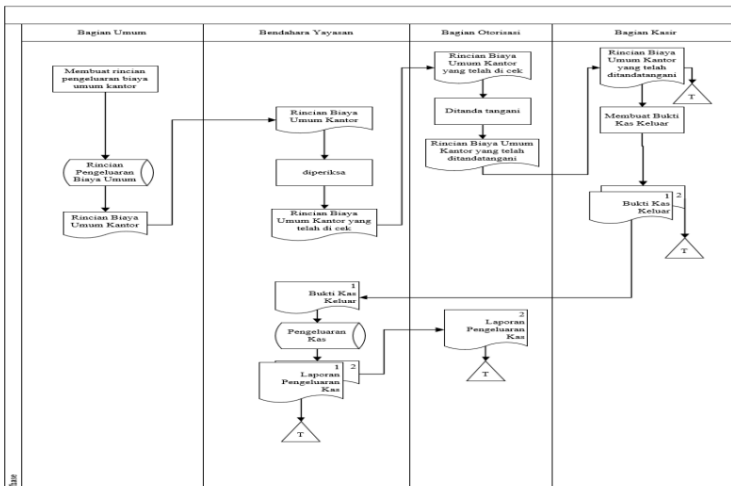 Bagian Umum
Bendahara Yayasan
Bagian Otorisasi
Bagian Kasir
Membuat rincian
pengeluaran biaya
umum kantor
Rincian
Pengeluaran
Biaya Umum
Rincian Biaya
Umum Kantor
Rincian Biaya
Umum Kantor
diperiksa
Rincian Biaya
Umum Kantor yang
telah di cek
Rincian Biaya
Umum Kantor
yang telah di cek
Ditanda tangani
Rincian Biaya Umum
Kantor yang telah
ditandatangani
Rincian Biaya
Umum Kantor
yang telah
ditandatangani
T
Membuat Bukti
Kas Keluar
1
2
Bukti Kas
Keluar
T
1
Bukti Kas
Keluar
Pengeluaran
Kas
1
2
Laporan
Pengeluaran
Kas
T
2
Laporan
Pengeluaran
Kas
T